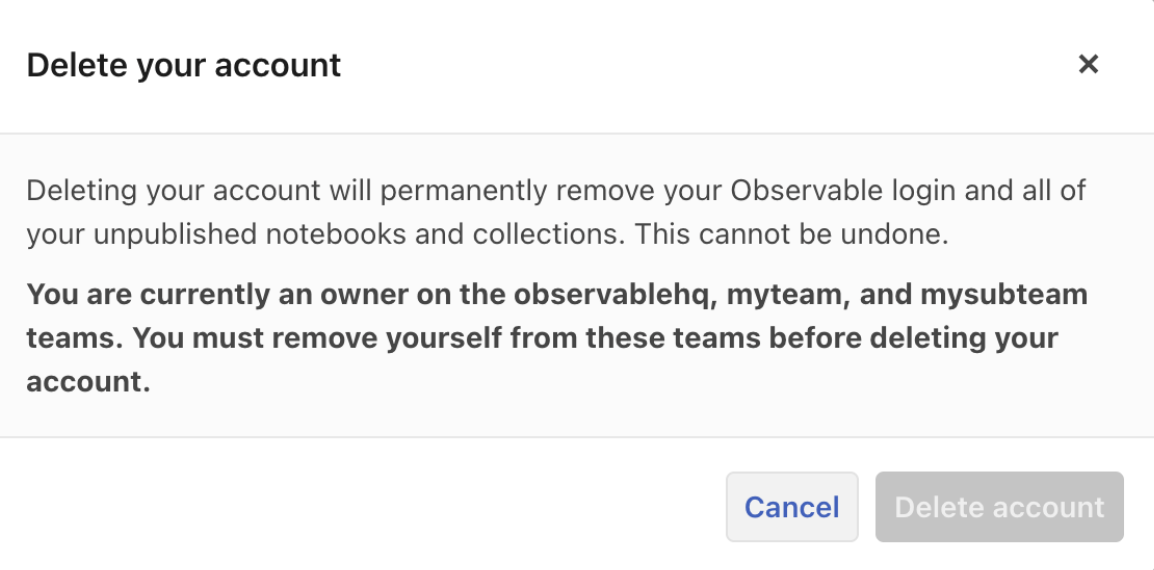 Delete your account
Deleting your account will permanently remove your Observable login and all of
your unpublished notebooks and collections. This cannot be undone.
You are currently an owner on the observablehq, myteam, and mysubteam
teams. You must remove yourself from these teams before deleting your
account.
Cancel
Delete account